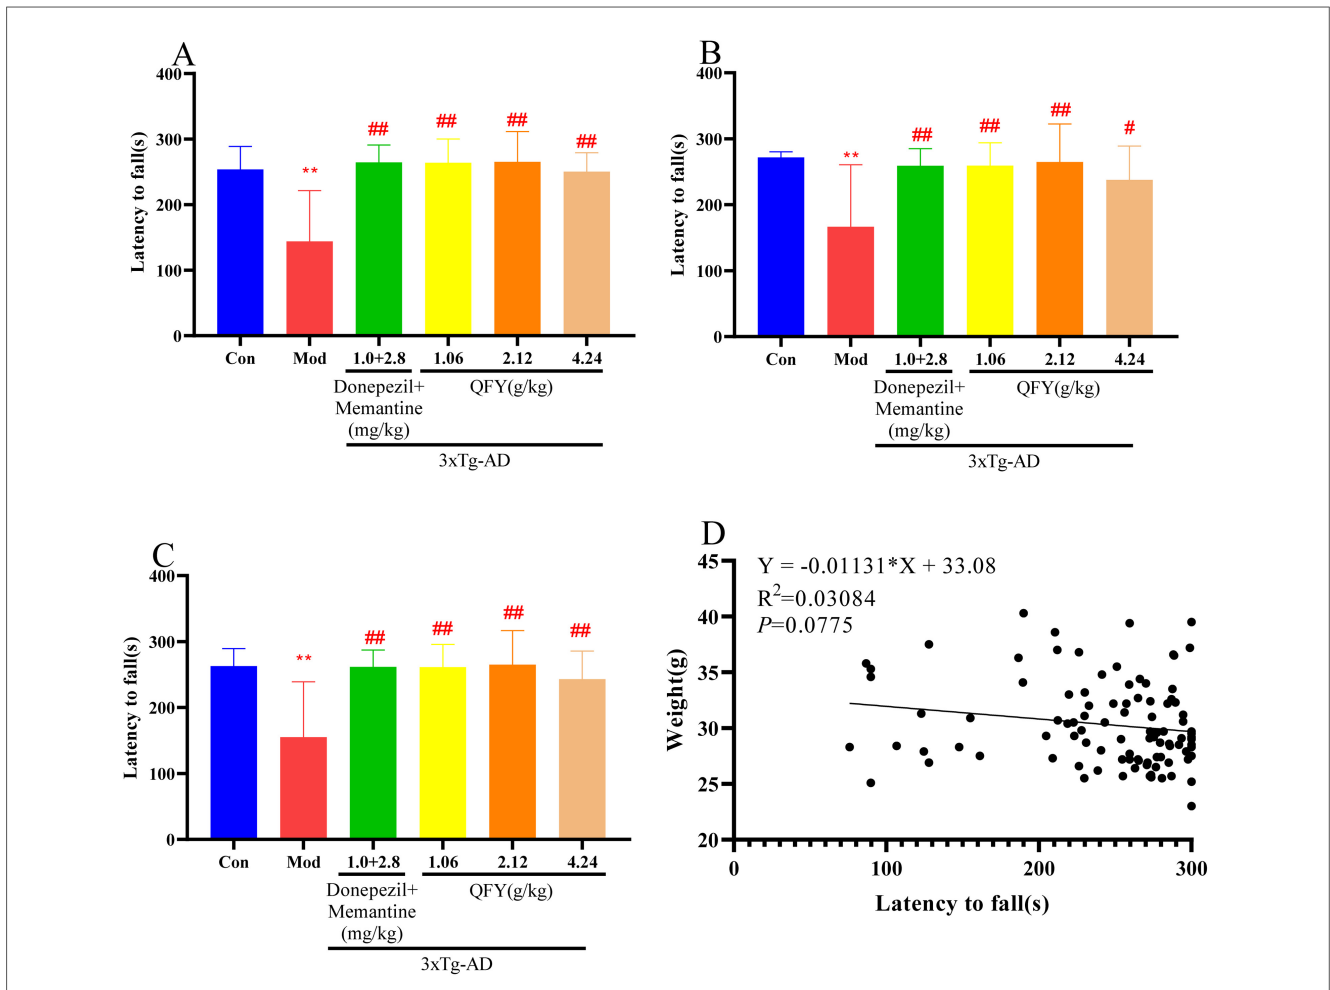 A
400
300
200
100
0
Latency to fall(s)
##
##
##
##
**
Con
Mod
1.0+2.8
1.06
2.12
4.24
Donepezil+
Memantine
(mg/kg)
QFY(g/kg)
3xTg-AD
B
400
300
200
100
0
Latency to fall(s)
**
##
##
##
#
Con
Mod
1.0+2.8
1.06
2.12
4.24
Donepezil+
Memantine
(mg/kg)
QFY(g/kg)
3xTg-AD
C
400
300
200
100
0
Latency to fall(s)
**
##
##
##
##
Con
Mod
1.0+2.8
1.06
2.12
4.24
Donepezil+
Memantine
(mg/kg)
QFY(g/kg)
3xTg-AD
D
45
40
35
30
25
20
Weight(g)
Y = -0.01131*X + 33.08
R2=0.03084
P=0.0775
0
100
200
300
Latency to fall(s)